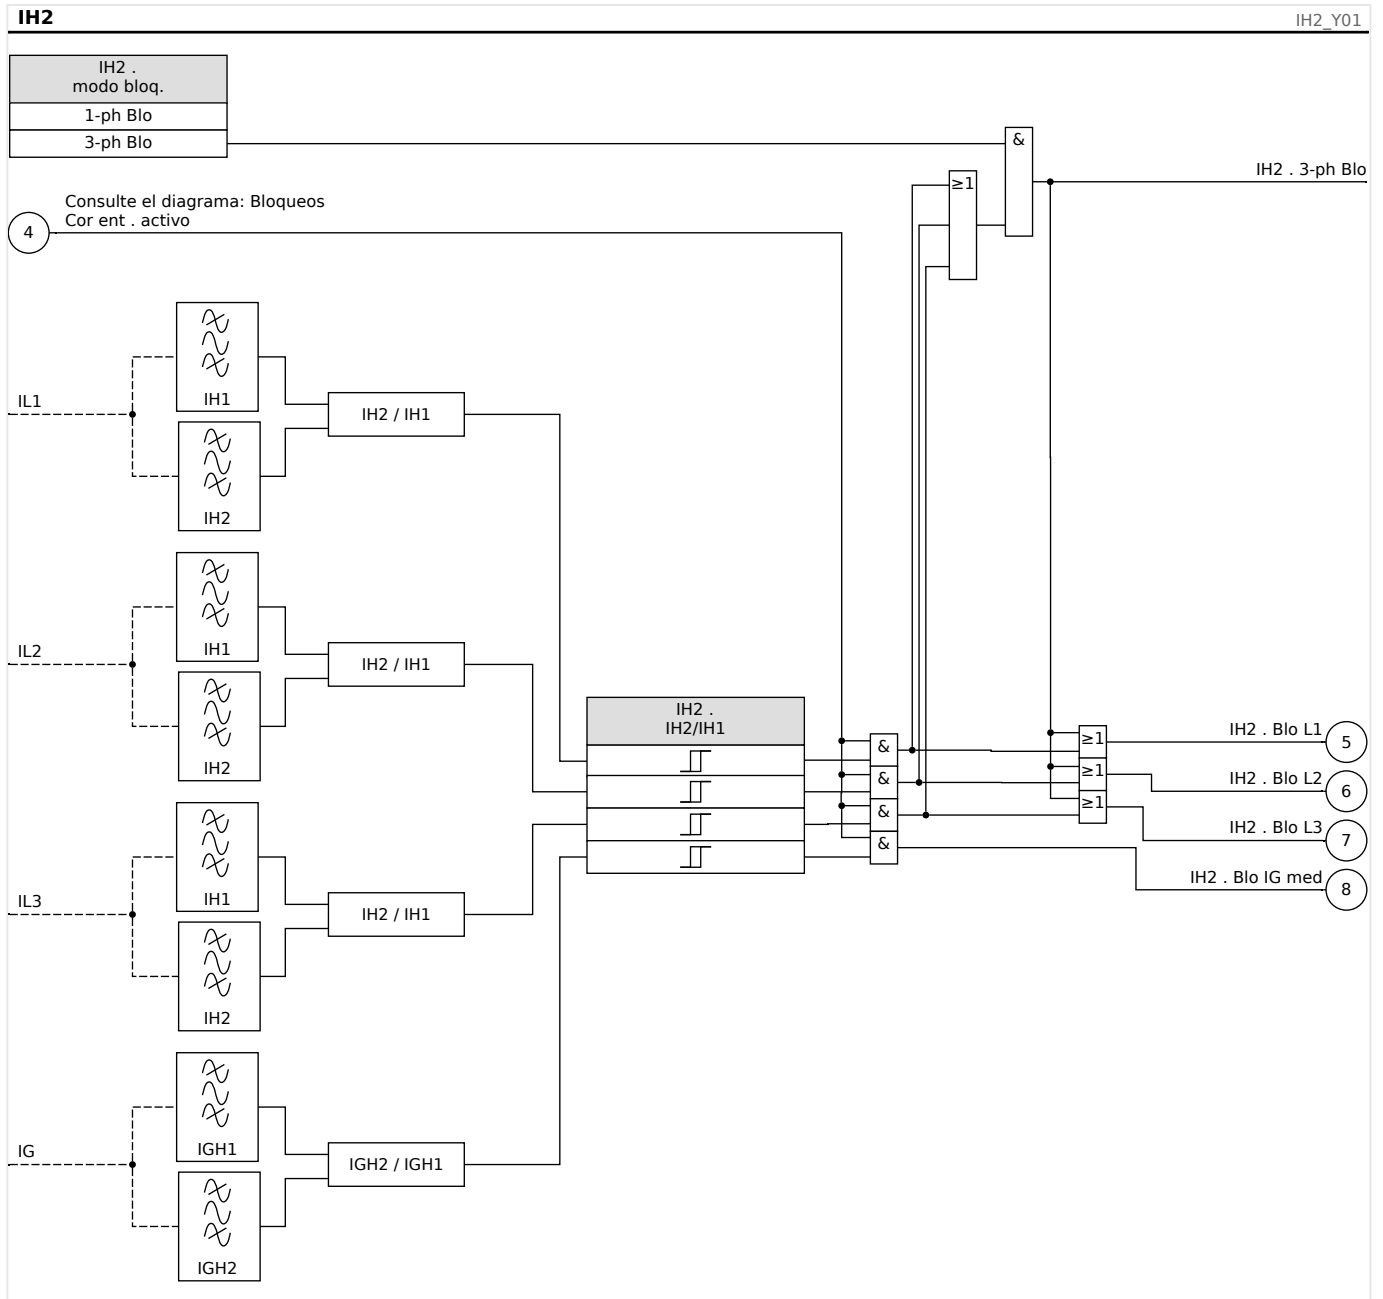 IH2
IH2_Y01
IH2 .
modo bloq.
1-ph Blo
3-ph Blo
&
IH2 . 3-ph Blo
≥1
Consulte el diagrama: Bloqueos
Cor ent . activo
4
IH1
IL1
IH2 / IH1
IH2
IH1
IL2
IH2 / IH1
IH2
IH2 .
IH2/IH1
&
&
&
&
≥1
≥1
≥1
IH2 . Blo L1
5
IH2 . Blo L2
6
IH2 . Blo L3
7
IH2 . Blo IG med
8
IH1
IL3
IH2 / IH1
IH2
IGH1
IG
IGH2 / IGH1
IGH2